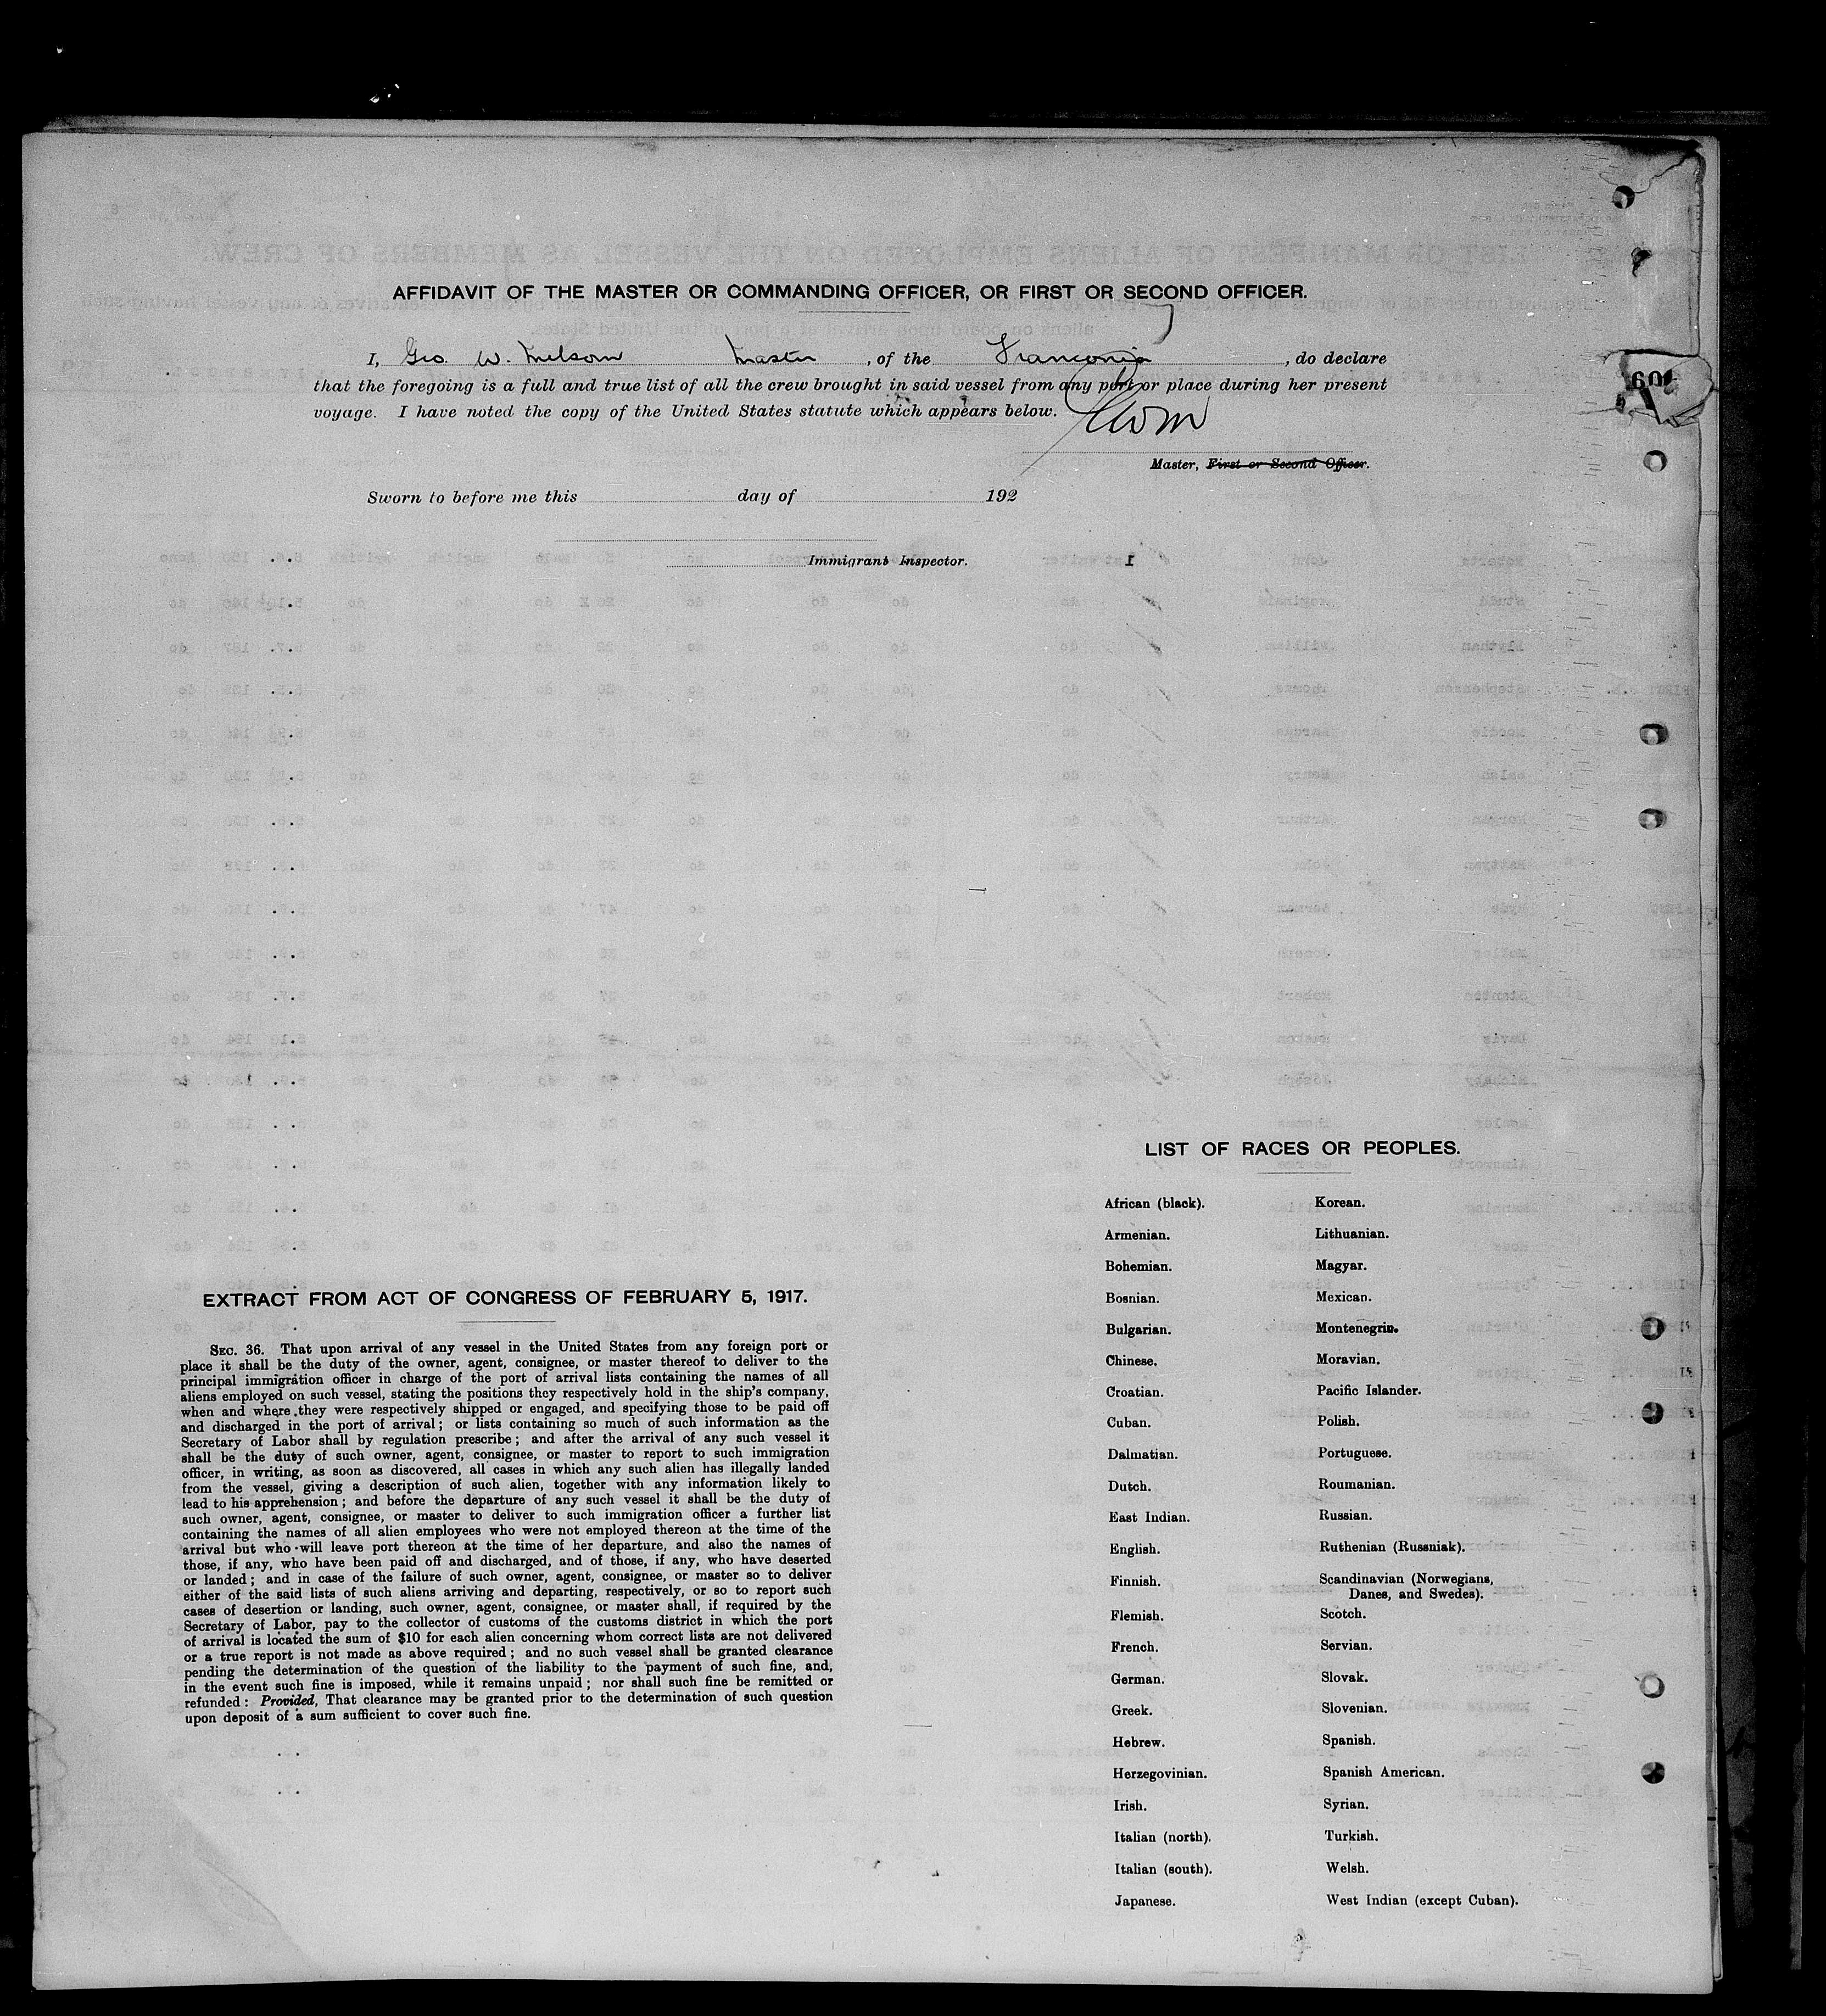 AFFIDAVIT OF THE MASTER OR COMMANDING OFFICER, OR FIRST OR SECOND OFFICER.
I, Geo. W. Melsom Master, of the Franconia, do declare
that the foregoing is a full and true list of all the crew brought in said vessel from any port or place during her present
voyage. I have noted the copy of the United States statute which appears below.
Master, First or Second Officer.
Sworn to before me this day of 192
Immigrant Inspector.
LIST OF RACES OR PEOPLES.
African (black). Korean.
Armenian. Lithuanian.
Bohemian. Magyar.
Bosnian. Mexican.
Bulgarian. Montenegrin.
Chinese. Moravian.
Croatian. Pacific Islander.
Cuban. Polish.
Dalmatian. Portuguese.
Dutch. Roumanian.
East Indian. Russian.
English. Ruthenian (Russniak).
Finnish. Scandinavian (Norwegians,
Danes, and Swedes).
Flemish. Scotch.
French. Servian.
German. Slovak.
Greek. Slovenian.
Hebrew. Spanish.
Herzegovinian. Spanish American.
Irish. Syrian.
Italian (north). Turkish.
Italian (south). Welsh.
Japanese. West Indian (except Cuban).
EXTRACT FROM ACT OF CONGRESS OF FEBRUARY 5, 1917.
SEC. 36. That upon arrival of any vessel in the United States from any foreign port or
place it shall be the duty of the owner, agent, consignee, or master thereof to deliver to the
principal immigration officer in charge of the port of arrival lists containing the names of all
aliens employed on such vessel, stating the positions they respectively hold in the ship's company,
when and where they were respectively shipped or engaged, and specifying those to be paid off
and discharged in the port of arrival; or lists containing so much of such information as the
Secretary of Labor shall by regulation prescribe; and after the arrival of any such vessel it
shall be the duty of such owner, agent, consignee, or master to report to such immigration
officer, in writing, as soon as discovered, all cases in which any such alien has illegally landed
from the vessel, giving a description of such alien, together with any information likely to
lead to his apprehension; and before the departure of any such vessel it shall be the duty of
such owner, agent, consignee, or master to deliver to such immigration officer a further list
containing the names of all alien employees who were not employed thereon at the time of the
arrival but who will leave port thereon at the time of her departure, and also the names of
those, if any, who have been paid off and discharged, and of those, if any, who have deserted
or landed; and in case of the failure of such owner, agent, consignee, or master so to deliver
either of the said lists of such aliens arriving and departing, respectively, or so to report such
cases of desertion or landing, such owner, agent, consignee, or master shall, if required by the
Secretary of Labor, pay to the collector of customs of the customs district in which the port
of arrival is located the sum of $10 for each alien concerning whom correct lists are not delivered
or a true report is not made as above required; and no such vessel shall be granted clearance
pending the determination of the question of the liability to the payment of such fine, and,
in the event such fine is imposed, while it remains unpaid; nor shall such fine be remitted or
refunded: Provided, That clearance may be granted prior to the determination of such question
upon deposit of a sum sufficient to cover such fine.